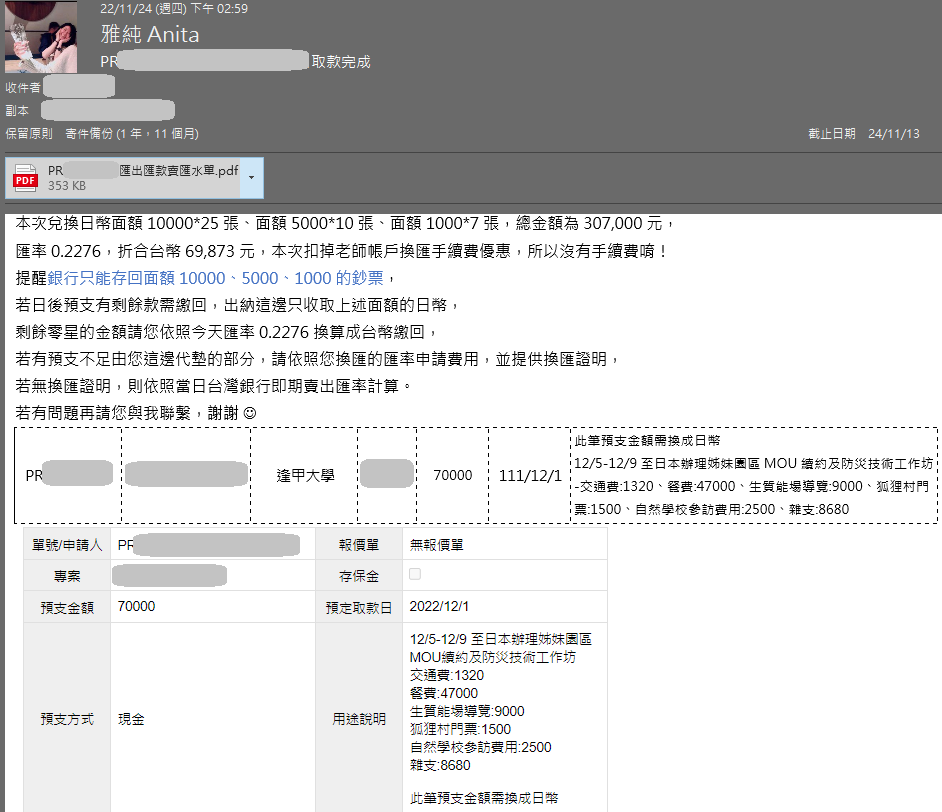 22/11/24 (週四) 下午 02:59
雅純 Anita
PR 取款完成
收件者
副本
保留原則 寄件備份 (1 年，11 個月)
截止日期 24/11/13
PDF
PR 匯出匯款賣匯水單.pdf
353 KB
本次兌換日幣面額 10000*25 張、面額 5000*10 張、面額 1000*7 張，總金額為 307,000 元，
匯率 0.2276，折合台幣 69,873 元，本次扣掉老師帳戶換匯手續費優惠，所以沒有手續費唷！
提醒銀行只能存回面額 10000、5000、1000 的鈔票，
若日後預支有剩餘款需繳回，出納這邊只收取上述面額的日幣，
剩餘零星的金額請您依照今天匯率 0.2276 換算成台幣繳回，
若有預支不足由您這邊代墊的部分，請依照您換匯的匯率申請費用，並提供換匯證明，
若無換匯證明，則依照當日台灣銀行即期賣出匯率計算。
若有問題再請您與我聯繫，謝謝☺
PR 逢甲大學 70000 111/12/1
此筆預支金額需換成日幣
12/5-12/9 至日本辦理姊妹園區 MOU 續約及防災技術工作坊
-交通費:1320、餐費:47000、生質能場導覽:9000、狐狸村門
票:1500、自然學校參訪費用:2500、雜支:8680
單號/申請人 PR 報價單 無報價單
專案 存保金
預支金額 70000 預定取款日 2022/12/1
預支方式 現金 用途說明
12/5-12/9 至日本辦理姊妹園區
MOU續約及防災技術工作坊
交通費:1320
餐費:47000
生質能場導覽:9000
狐狸村門票:1500
自然學校參訪費用:2500
雜支:8680
此筆預支金額需換成日幣